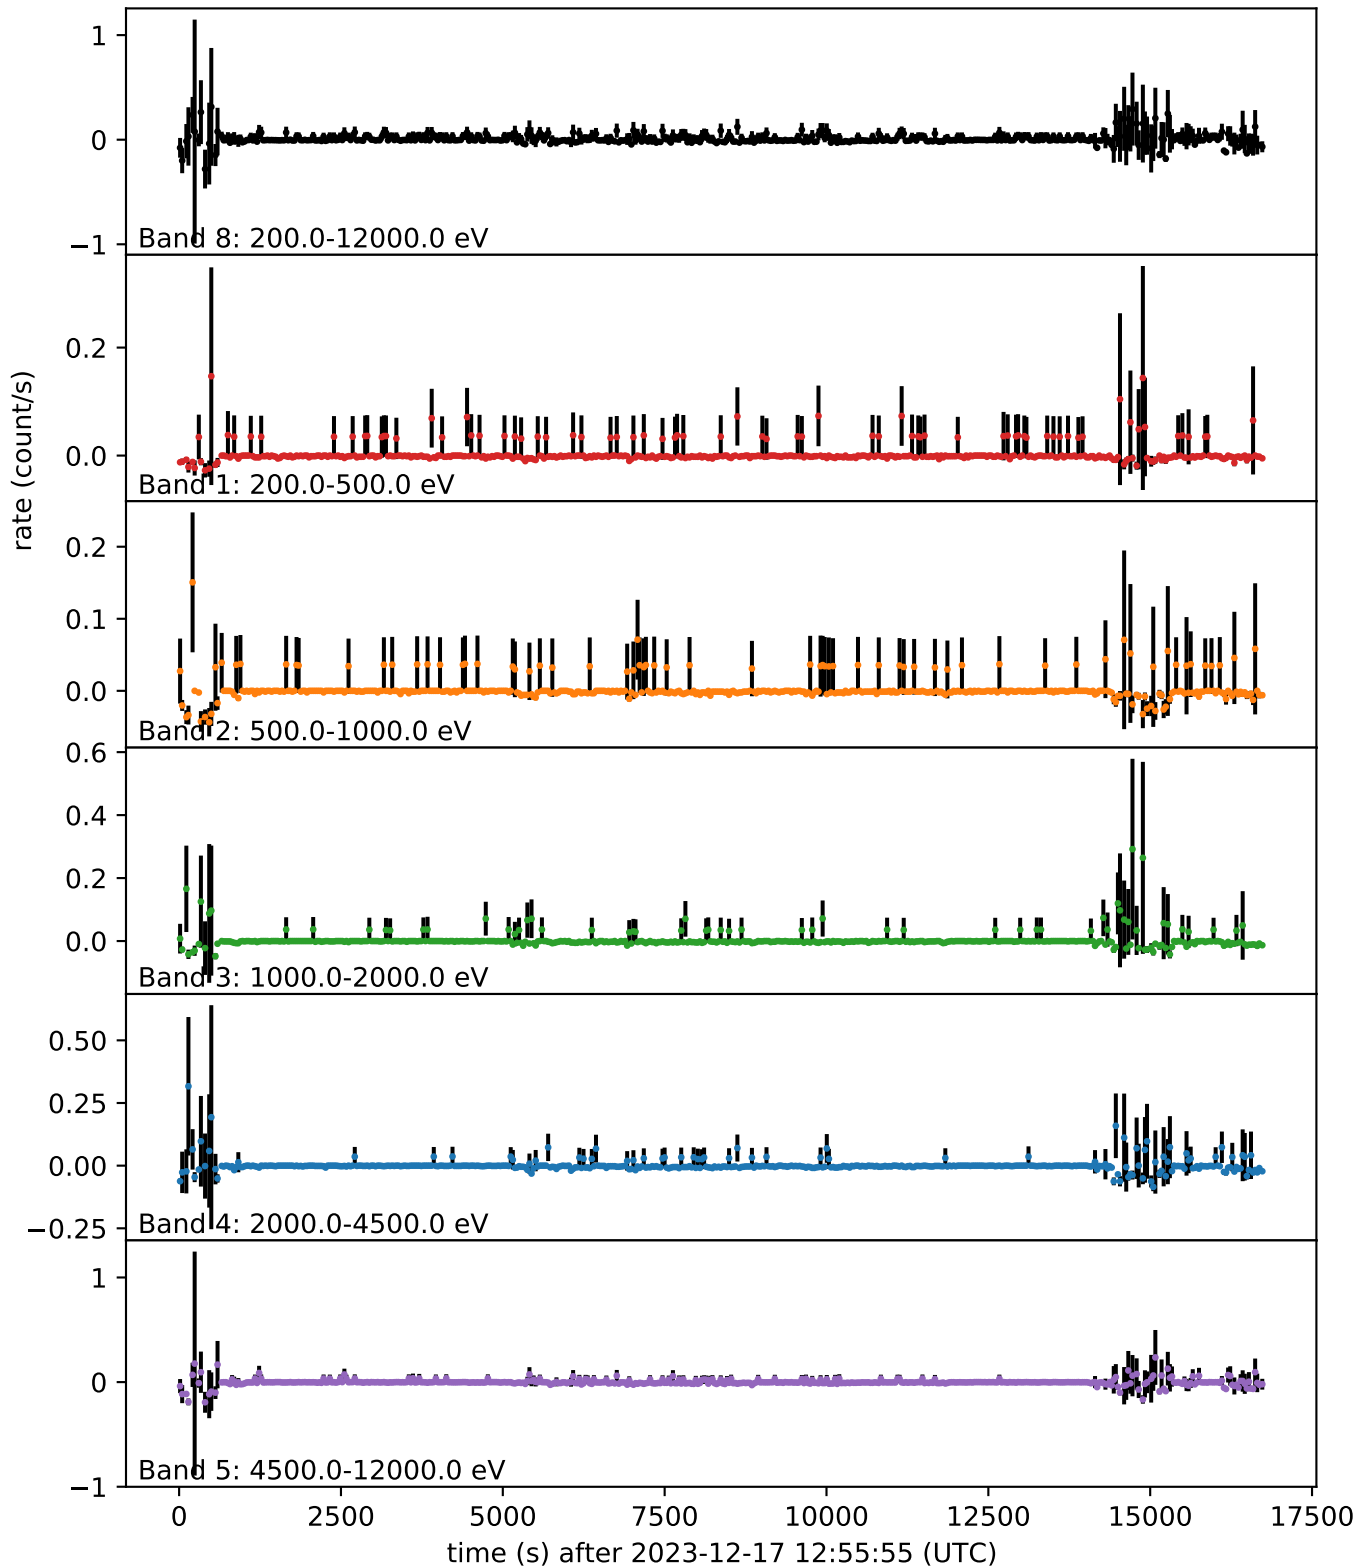 rate (count/s)
1
0
−1
Band 8: 200.0-12000.0 eV
0.2
0.0
Band 1: 200.0-500.0 eV
0.2
0.1
0.0
Band 2: 500.0-1000.0 eV
0.6
0.4
0.2
0.0
Band 3: 1000.0-2000.0 eV
0.50
0.25
0.00
−0.25
Band 4: 2000.0-4500.0 eV
1
0
−1
Band 5: 4500.0-12000.0 eV
0 2500 5000 7500 10000 12500 15000 17500
time (s) after 2023-12-17 12:55:55 (UTC)